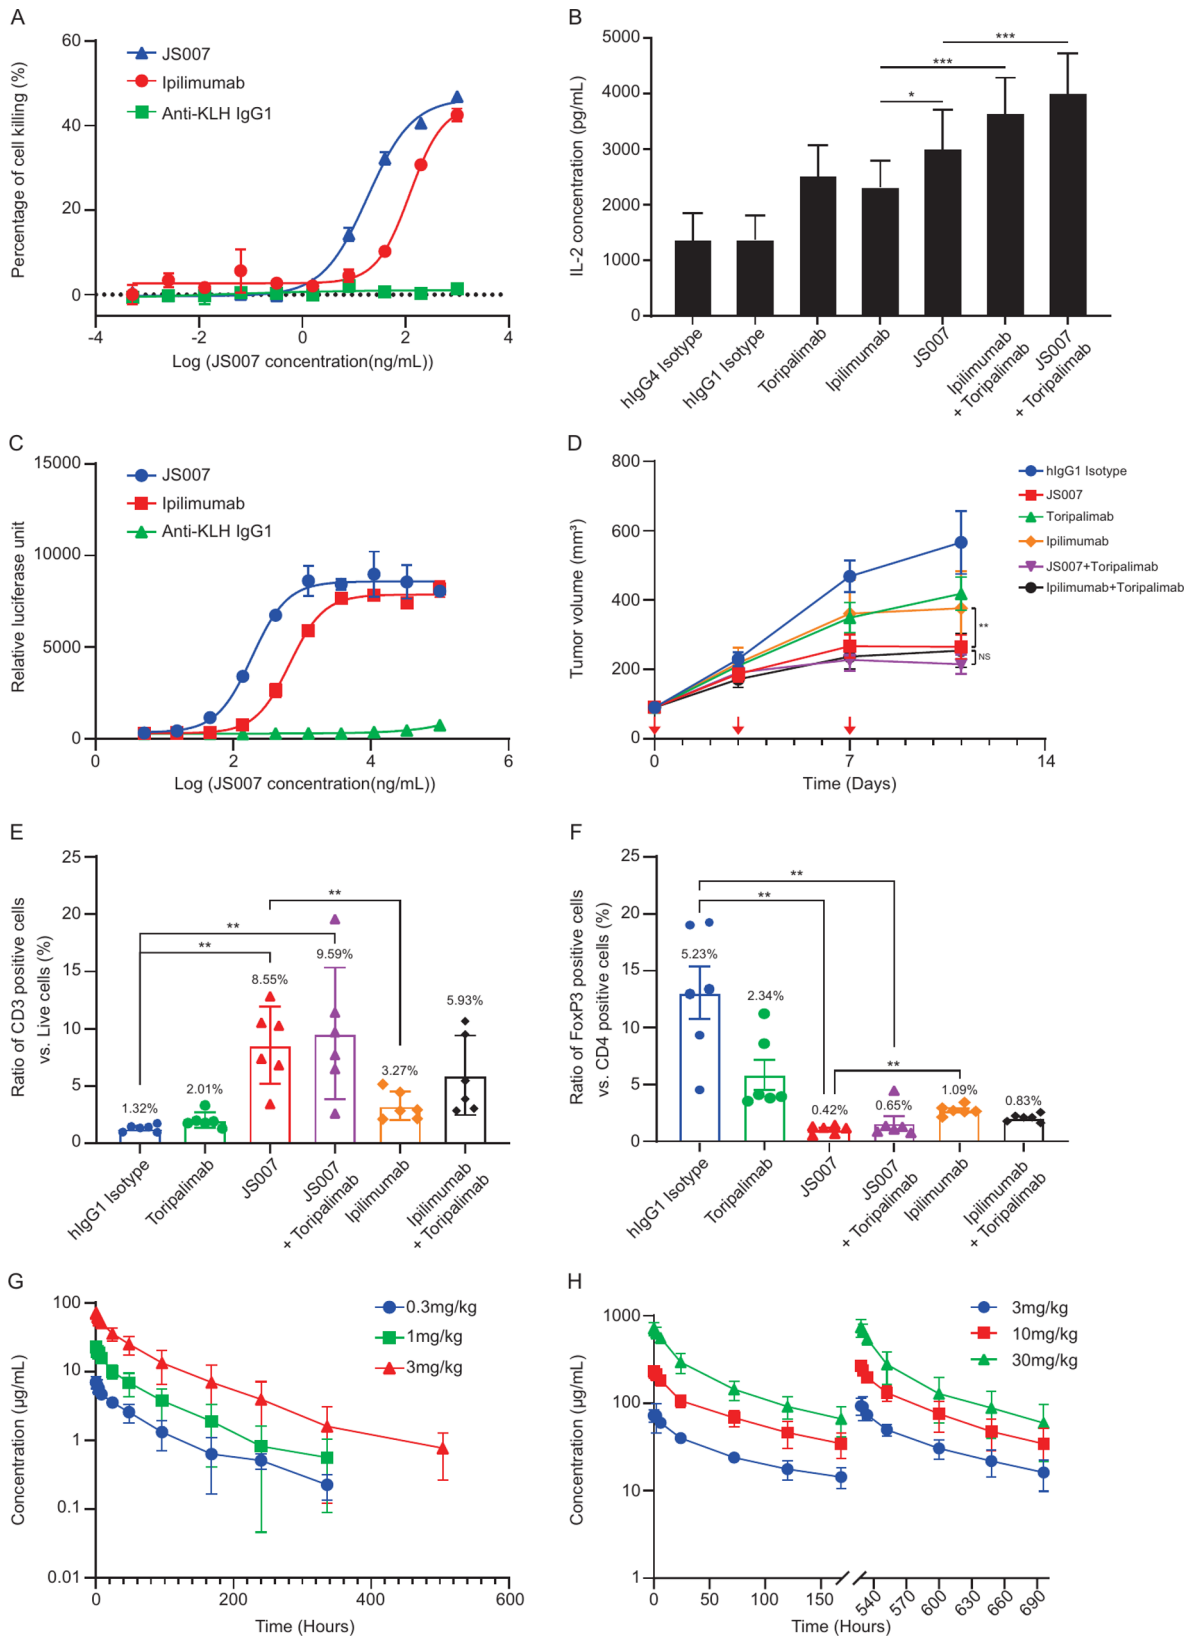 A
60
40
20
0
Percentage of cell killing (%)
JS007
Ipilimumab
Anti-KLH IgG1
-4
-2
0
2
4
Log (JS007 concentration(ng/mL))
B
5000
4000
3000
2000
1000
0
IL-2 concentration (pg/mL)
***
***
*
hIgG4 Isotype
hIgG1 Isotype
Toripalimab
Ipilimumab
JS007
Ipilimumab
+ Toripalimab
JS007
+ Toripalimab
C
15000
10000
5000
0
Relative luciferase unit
JS007
Ipilimumab
Anti-KLH IgG1
0
2
4
6
Log (JS007 concentration(ng/mL))
D
800
600
400
200
0
Tumor volume (mm³)
hIgG1 Isotype
JS007
Toripalimab
Ipilimumab
JS007+Toripalimab
Ipilimumab+Toripalimab
**
NS
0
7
14
Time (Days)
E
25
20
15
10
5
0
Ratio of CD3 positive cells
vs. Live cells (%)
**
**
**
1.32%
2.01%
8.55%
9.59%
3.27%
5.93%
hIgG1 Isotype
Toripalimab
JS007
JS007
+ Toripalimab
Ipilimumab
Ipilimumab
+ Toripalimab
F
25
20
15
10
5
0
Ratio of FoxP3 positive cells
vs. CD4 positive cells (%)
**
**
**
5.23%
2.34%
0.42%
0.65%
1.09%
0.83%
hIgG1 Isotype
Toripalimab
JS007
JS007
+ Toripalimab
Ipilimumab
Ipilimumab
+ Toripalimab
G
100
10
1
0.1
0.01
Concentration (μg/mL)
0.3mg/kg
1mg/kg
3mg/kg
0
200
400
600
Time (Hours)
H
1000
100
10
1
Concentration (μg/mL)
3mg/kg
10mg/kg
30mg/kg
0
50
100
150
540
570
600
630
660
690
Time (Hours)